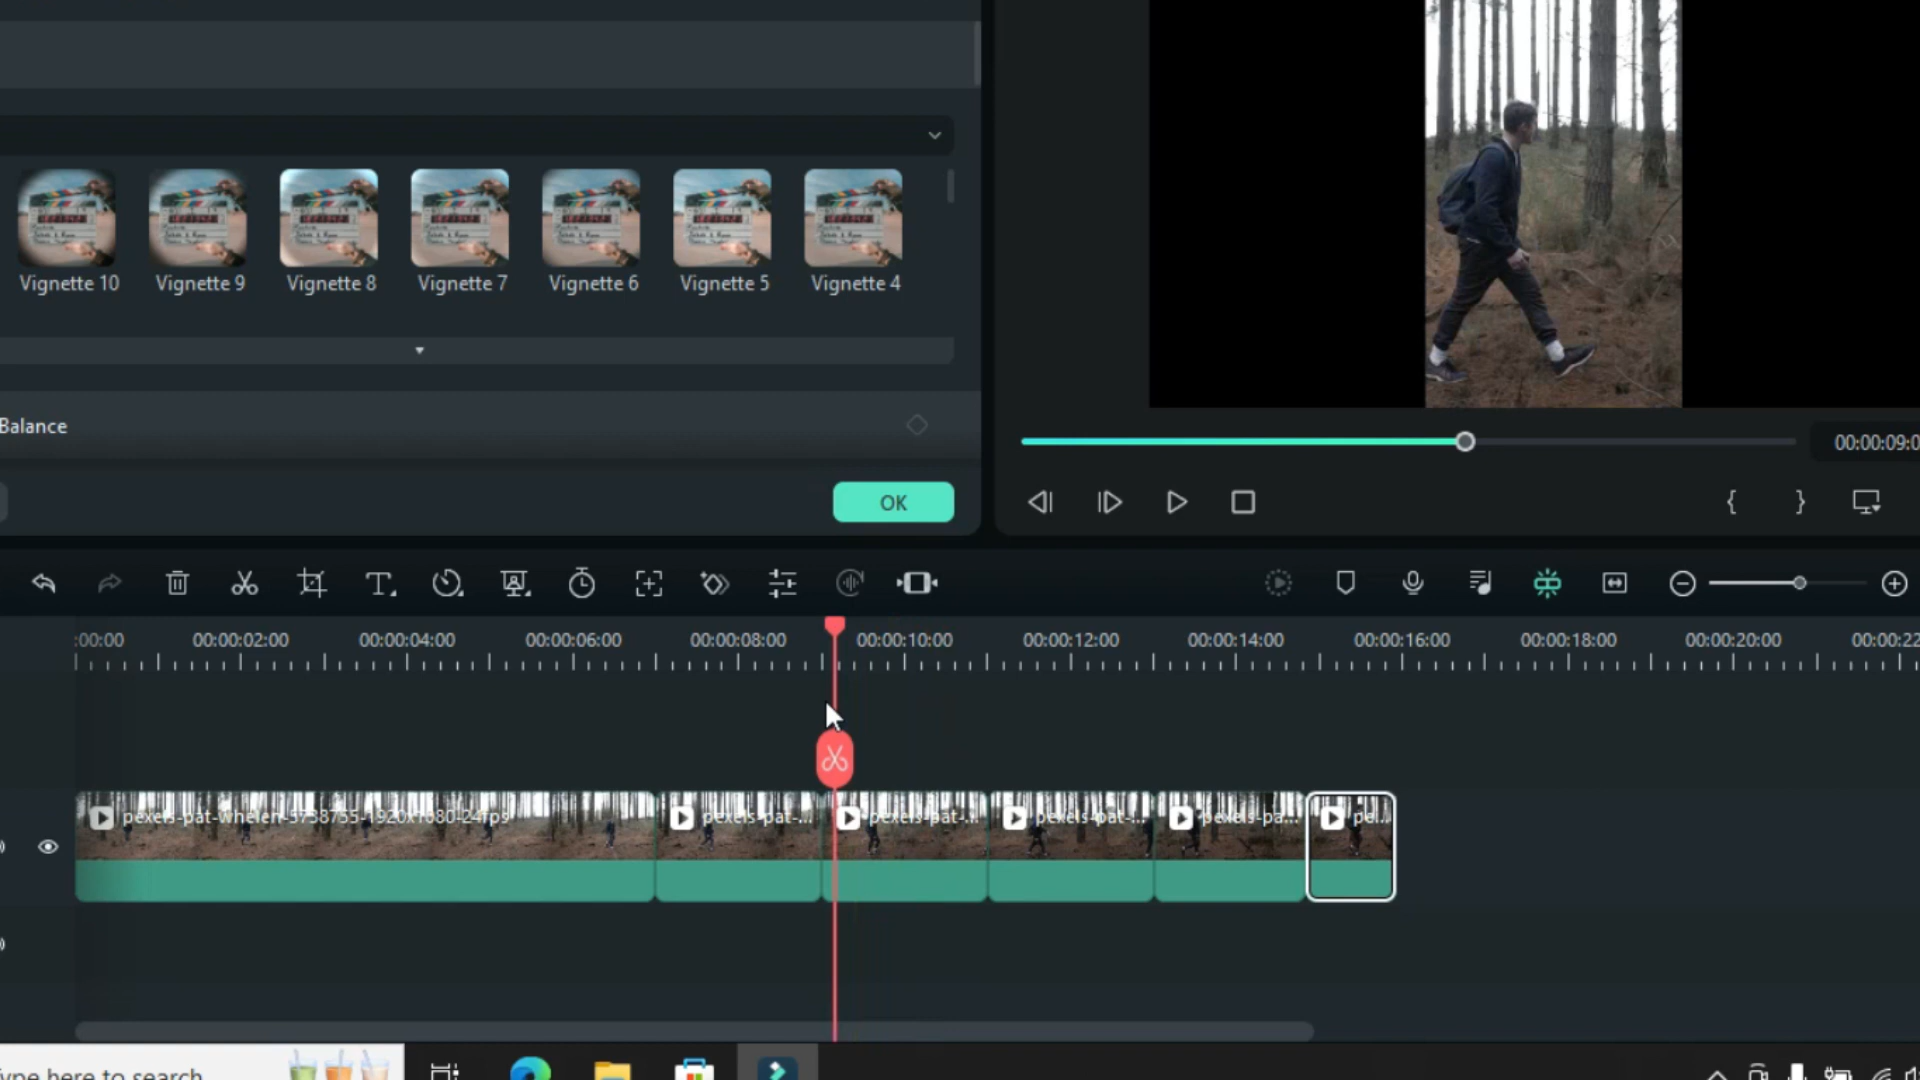 Vignette 10 Vignette 9 Vignette 8 Vignette 7 Vignette 6 Vignette 5 Vignette 4
Balance
OK
00:00:09:0
:00:00 00:00:02:00 00:00:04:00 00:00:06:00 00:00:08:00 00:00:10:00 00:00:12:00 00:00:14:00 00:00:16:00 00:00:18:00 00:00:20:00 00:00:22
pexels-pat-whelen-5738755-1920x1080-24fps pexels-pat-... pexels-pat-... pexels-pat-... pexels-pa... pe...
ype here to search